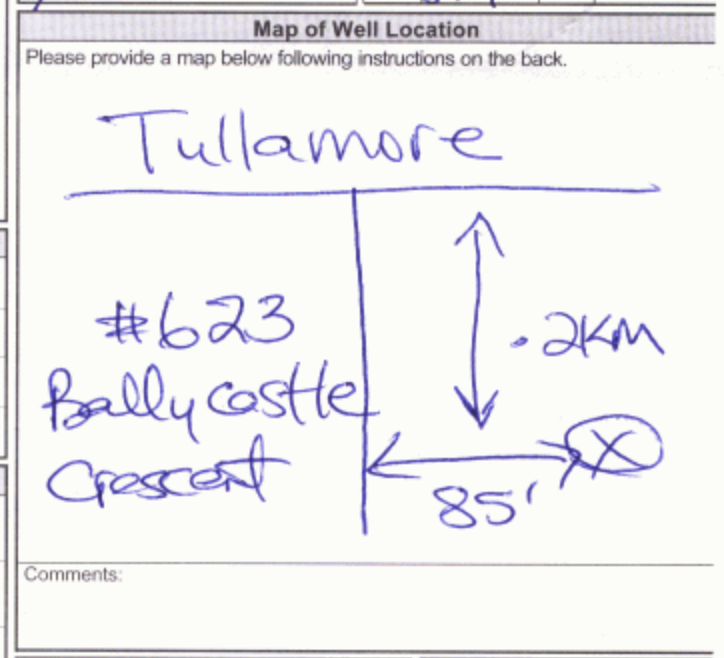 Map of Well Location
Please provide a map below following instructions on the back.
Tullamore
#623
.2KM
Ballycastle
Crescent
X
85'
Comments: